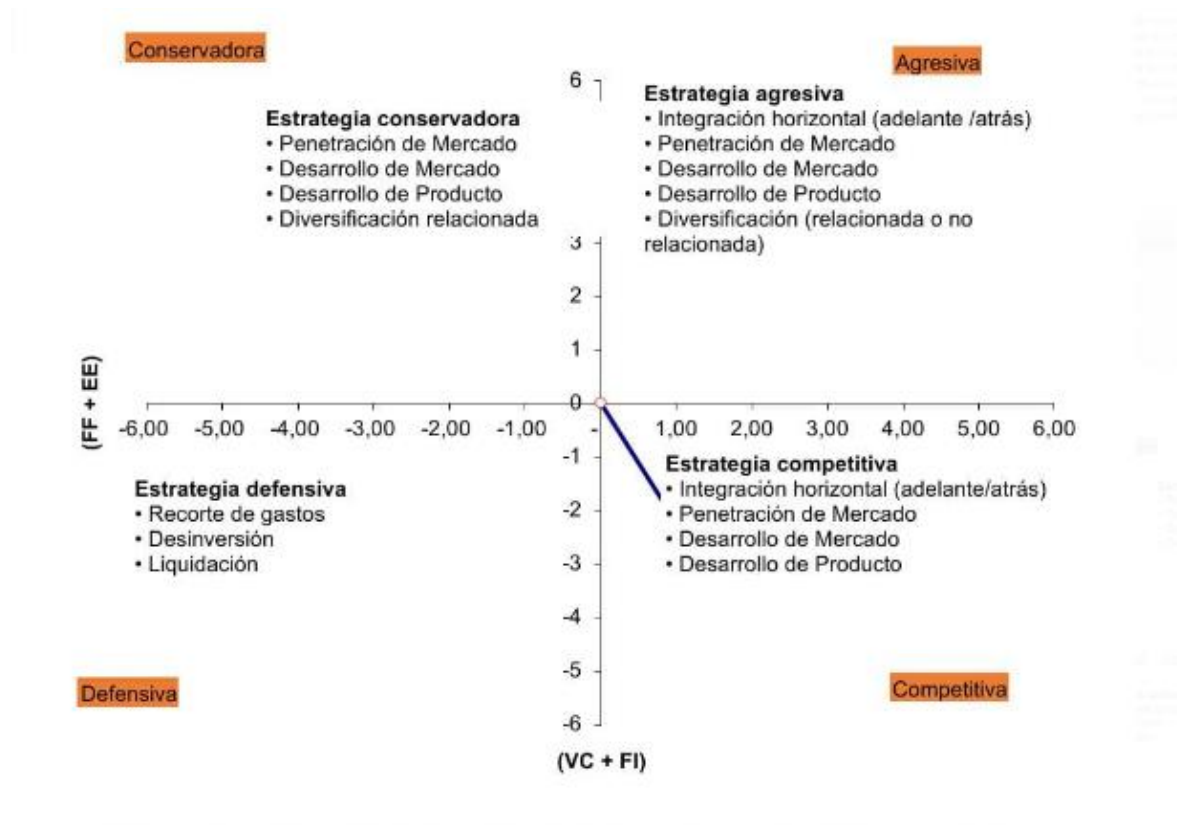 Conservadora
Agresiva
Estrategia conservadora
• Penetración de Mercado
• Desarrollo de Mercado
• Desarrollo de Producto
• Diversificación relacionada
6
Estrategia agresiva
• Integración horizontal (adelante /atrás)
• Penetración de Mercado
• Desarrollo de Mercado
• Desarrollo de Producto
• Diversificación (relacionada o no
relacionada)
3
2
1
0
(FF + EE)
-6,00 -5,00 -4,00 -3,00 -2,00 -1,00 - 1,00 2,00 3,00 4,00 5,00 6,00
Estrategia defensiva
• Recorte de gastos
• Desinversión
• Liquidación
-1
-2
-3
-4
-5
-6
Estrategia competitiva
• Integración horizontal (adelante/atrás)
• Penetración de Mercado
• Desarrollo de Mercado
• Desarrollo de Producto
Defensiva
Competitiva
(VC + FI)